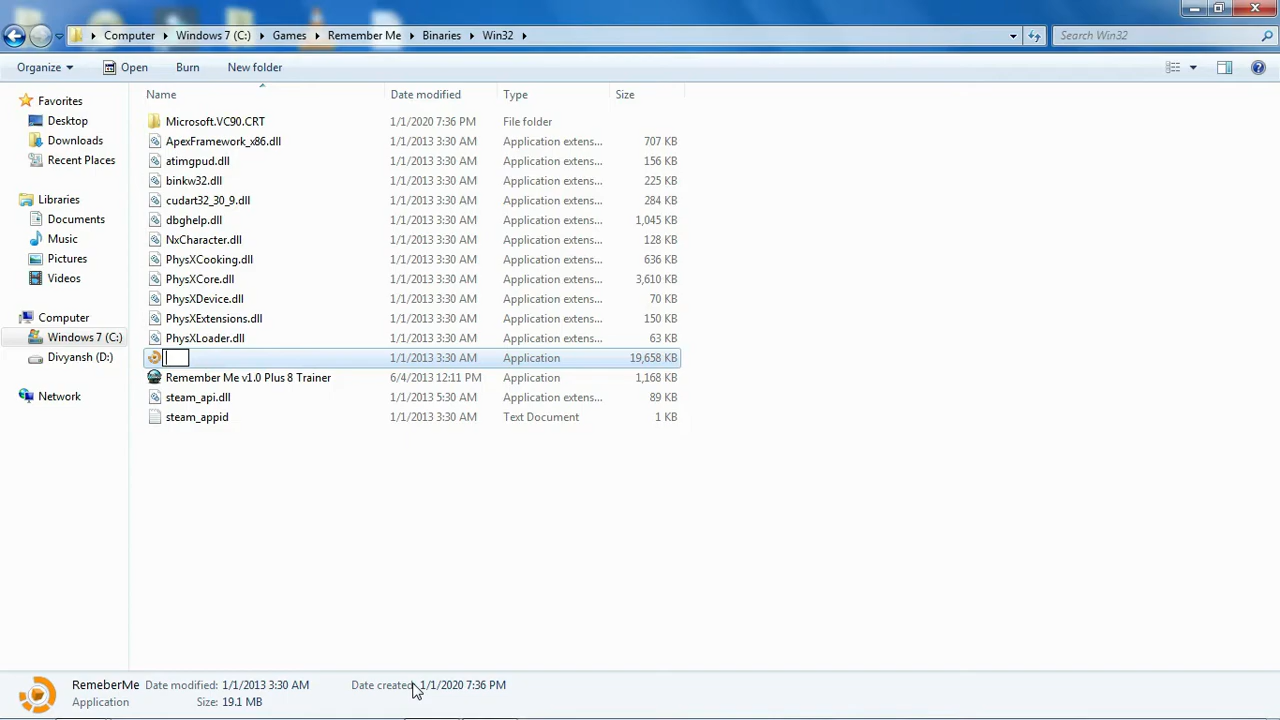 Computer Windows 7 (C:) Games Remember Me Binaries Win32 Search Win32
Organize Open Burn New folder
Favorites
Desktop
Downloads
Recent Places
Libraries
Documents
Music
Pictures
Videos
Computer
Windows 7 (C:)
Divyansh (D:)
Network
Name Date modified Type Size
Microsoft.VC90.CRT 1/1/2020 7:36 PM File folder
ApexFramework_x86.dll 1/1/2013 3:30 AM Application extens... 707 KB
atimgpud.dll 1/1/2013 3:30 AM Application extens... 156 KB
binkw32.dll 1/1/2013 3:30 AM Application extens... 225 KB
cudart32_30_9.dll 1/1/2013 3:30 AM Application extens... 284 KB
dbghelp.dll 1/1/2013 3:30 AM Application extens... 1,045 KB
NxCharacter.dll 1/1/2013 3:30 AM Application extens... 128 KB
PhysXCooking.dll 1/1/2013 3:30 AM Application extens... 636 KB
PhysXCore.dll 1/1/2013 3:30 AM Application extens... 3,610 KB
PhysXDevice.dll 1/1/2013 3:30 AM Application extens... 70 KB
PhysXExtensions.dll 1/1/2013 3:30 AM Application extens... 150 KB
PhysXLoader.dll 1/1/2013 3:30 AM Application extens... 63 KB
1/1/2013 3:30 AM Application 19,658 KB
Remember Me v1.0 Plus 8 Trainer 6/4/2013 12:11 PM Application 1,168 KB
steam_api.dll 1/1/2013 5:30 AM Application extens... 89 KB
steam_appid 1/1/2013 3:30 AM Text Document 1 KB
RemeberMe Date modified: 1/1/2013 3:30 AM Date created: 1/1/2020 7:36 PM
Application Size: 19.1 MB